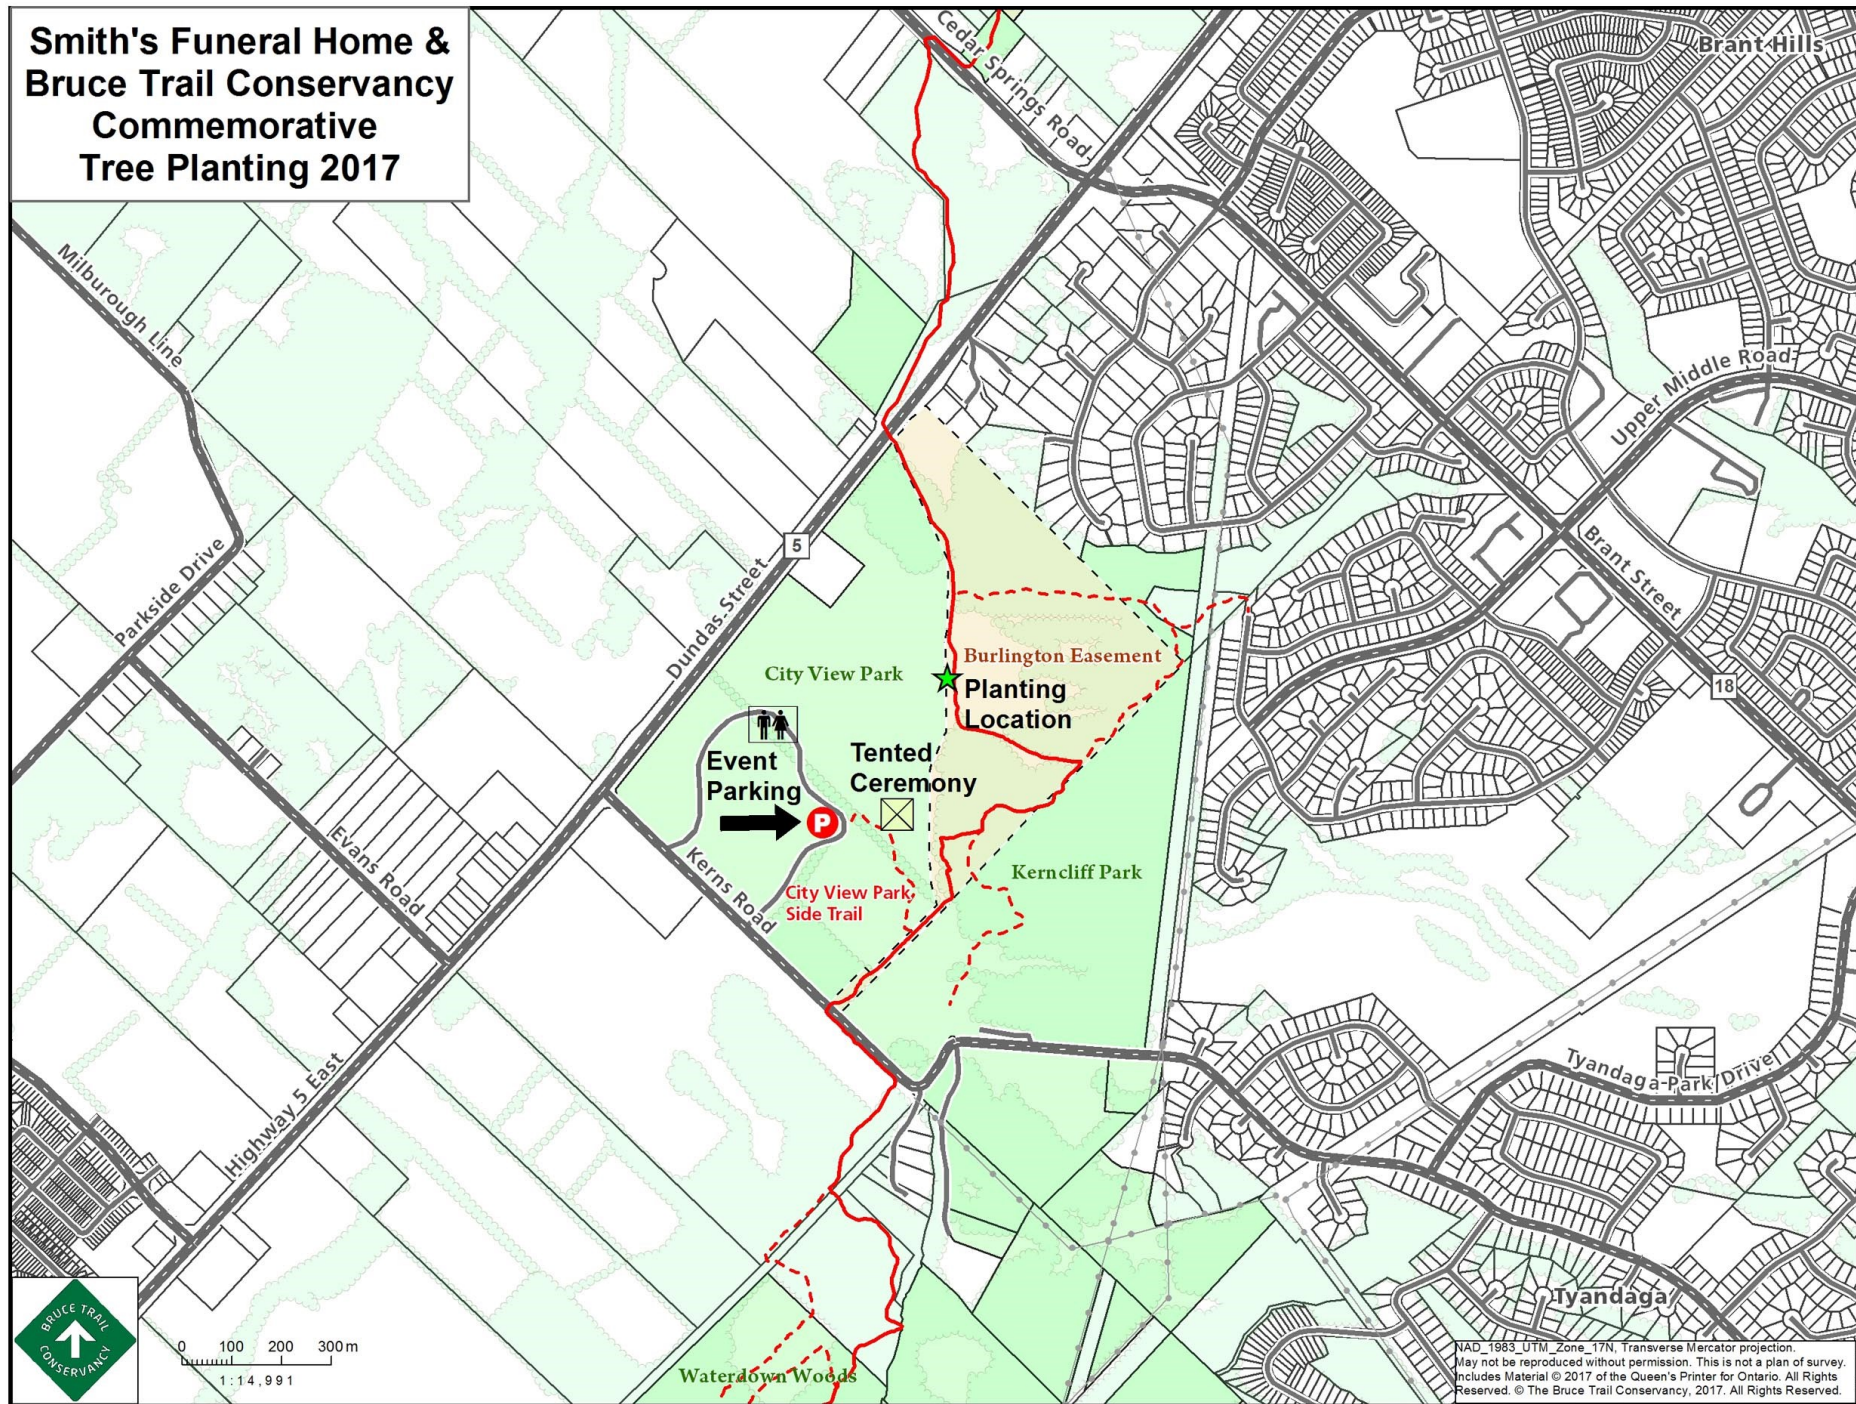 Smith's Funeral Home &
Bruce Trail Conservancy
Commemorative
Tree Planting 2017
Cedar Springs Road
Brant Hills
Milburough Line
Upper Middle Road
Parkside Drive
5
Dundas Street
Brant Street
18
City View Park
Burlington Easement
Planting
Location
Event
Parking
P
Tented
Ceremony
Evans Road
Kerns Road
City View Park
Side Trail
Kerncliff Park
Highway 5 East
Tyandaga Park Drive
Tyandaga
Waterdown Woods
BRUCE TRAIL
CONSERVANCY
0 100 200 300 m
1:14,991
NAD_1983_UTM_Zone_17N, Transverse Mercator projection.
May not be reproduced without permission. This is not a plan of survey.
Includes Material © 2017 of the Queen's Printer for Ontario. All Rights
Reserved. © The Bruce Trail Conservancy, 2017. All Rights Reserved.